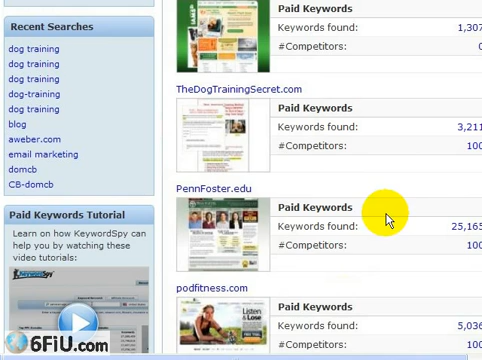 Paid Keywords
Keywords found: 1,307
#Competitors:
Recent Searches
dog training
dog training
dog training
dog-training
dog training
blog
aweber.com
email marketing
domcb
CB-domcb
TheDogTrainingSecret.com
Paid Keywords
Keywords found: 3,211
#Competitors: 100
PennFoster.edu
Paid Keywords
Keywords found: 25,165
#Competitors: 100
Paid Keywords Tutorial
Learn on how KeywordSpy can
help you by watching these
video tutorials:
KeywordSpy
podfitness.com
Paid Keywords
Keywords found: 5,036
#Competitors: 100
Listen &
Lose
6FiU.com